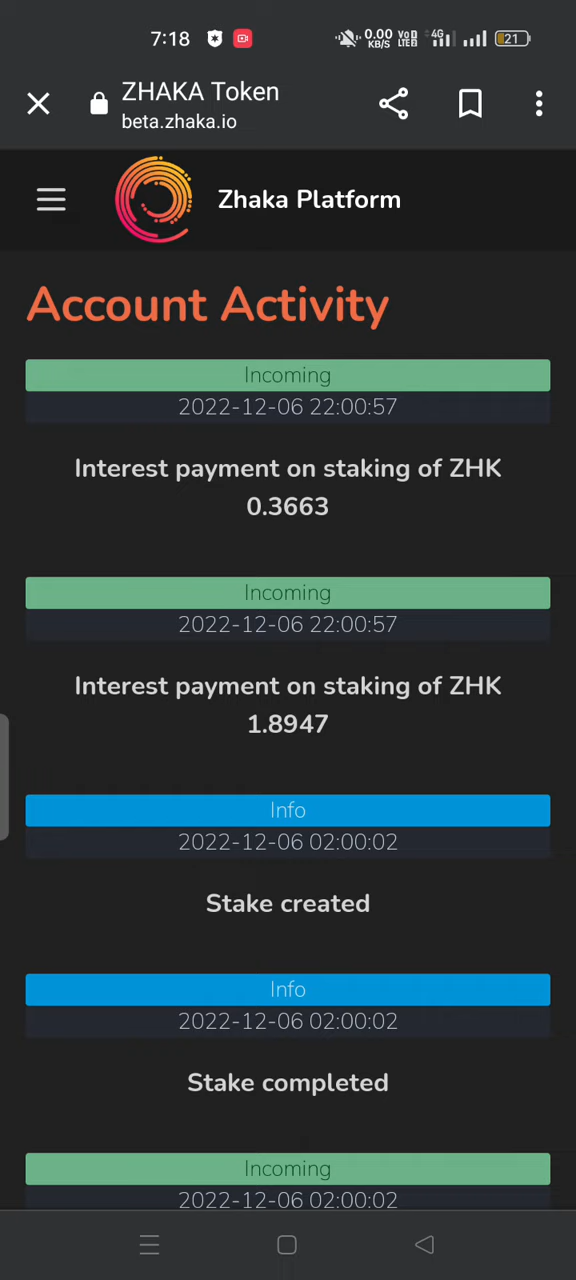 7:18 0.00 KB/S VoD LTE2 4G 21
ZHAKA Token
beta.zhaka.io
Zhaka Platform
Account Activity
Incoming
2022-12-06 22:00:57
Interest payment on staking of ZHK
0.3663
Incoming
2022-12-06 22:00:57
Interest payment on staking of ZHK
1.8947
Info
2022-12-06 02:00:02
Stake created
Info
2022-12-06 02:00:02
Stake completed
Incoming
2022-12-06 02:00:02